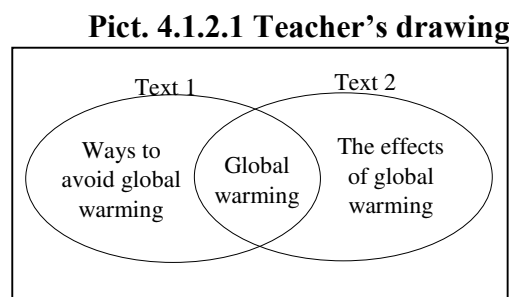 Pict. 4.1.2.1 Teacher’s drawing
Text 1
Text 2
Ways to
avoid global
warming
Global
warming
The effects
of global
warming